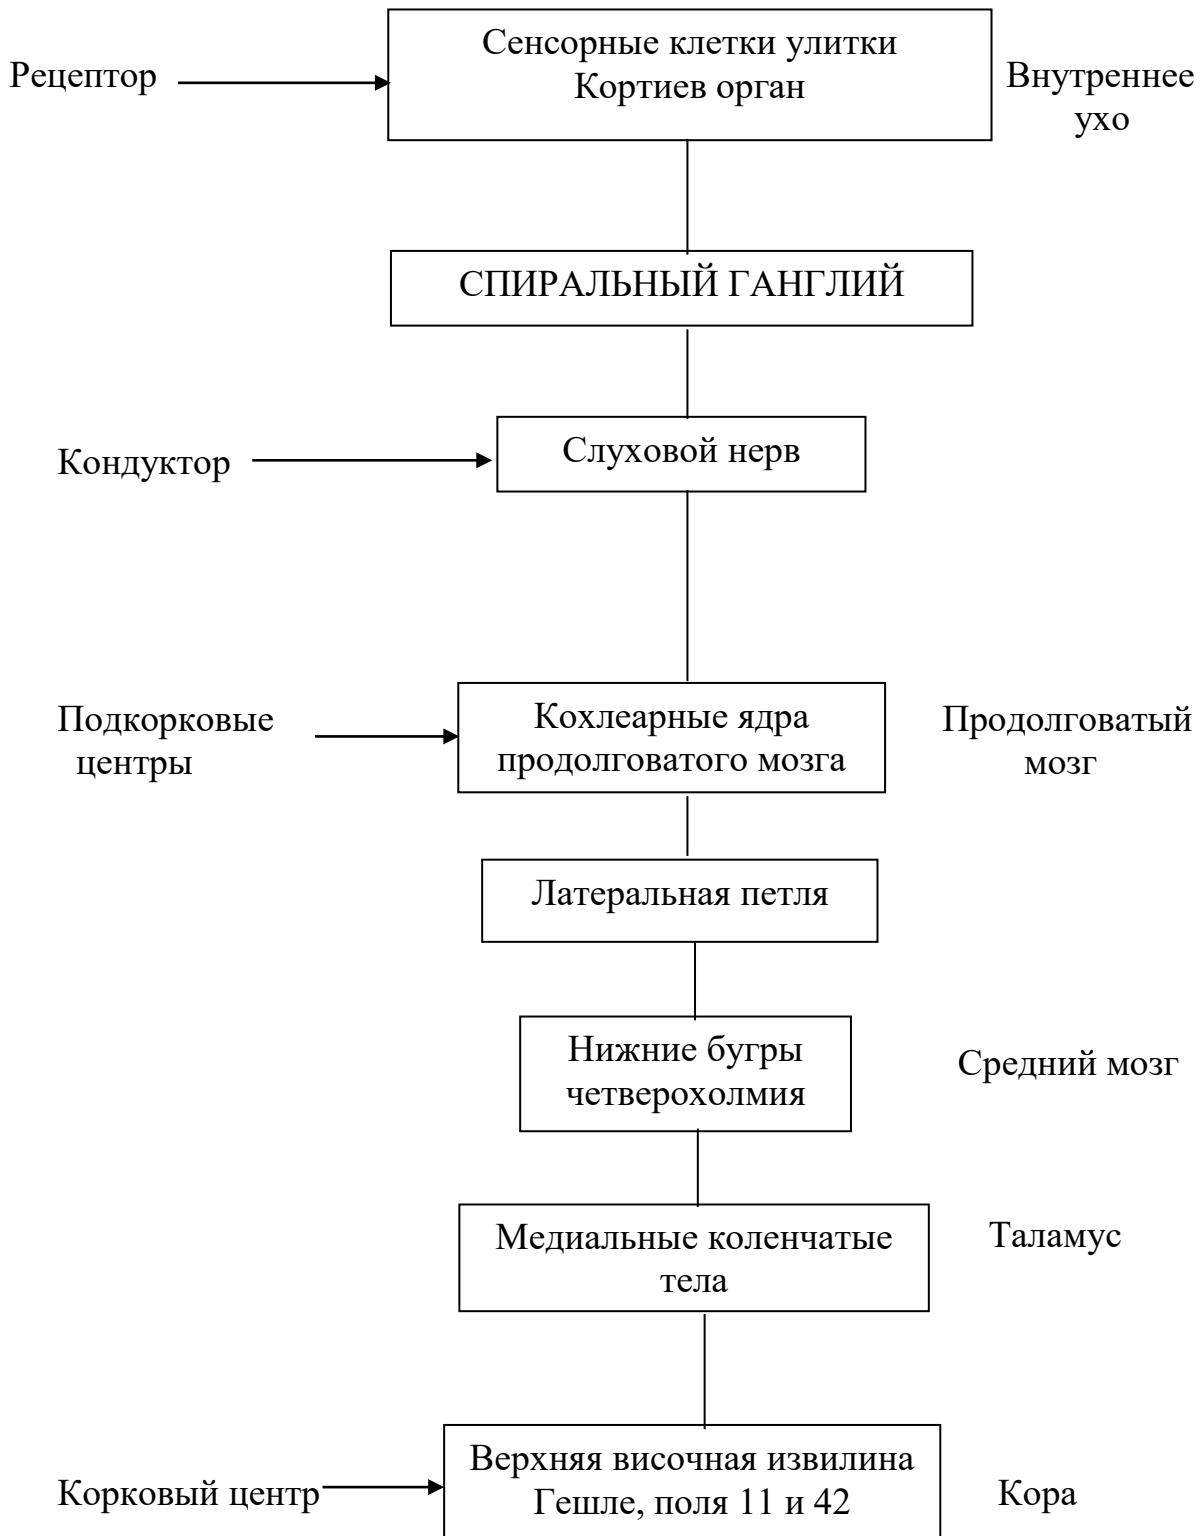 Сенсорные клетки улитки
Кортиев орган
Рецептор
Внутреннее
ухо
СПИРАЛЬНЫЙ ГАНГЛИЙ
Слуховой нерв
Кондуктор
Подкорковые
центры
Кохлеарные ядра
продолговатого мозга
Продолговатый
мозг
Латеральная петля
Нижние бугры
четверохолмия
Средний мозг
Медиальные коленчатые
тела
Таламус
Верхняя височная извилина
Гешле, поля 11 и 42
Корковый центр
Кора